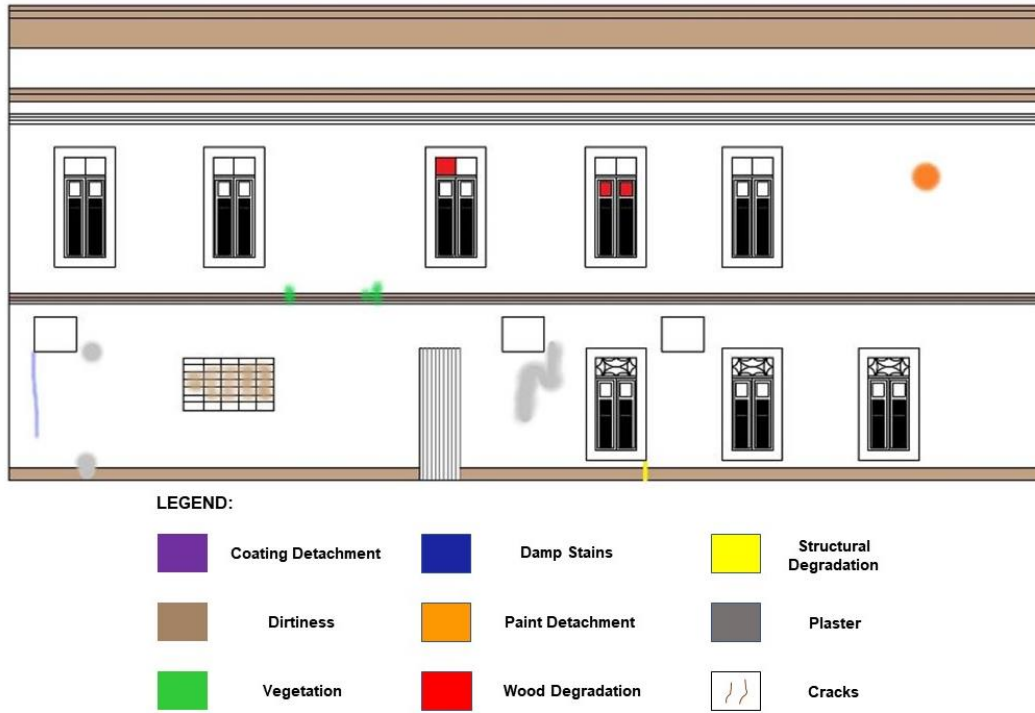 LEGEND:
Coating Detachment
Damp Stains
Structural
Degradation
Dirtiness
Paint Detachment
Plaster
Vegetation
Wood Degradation
Cracks